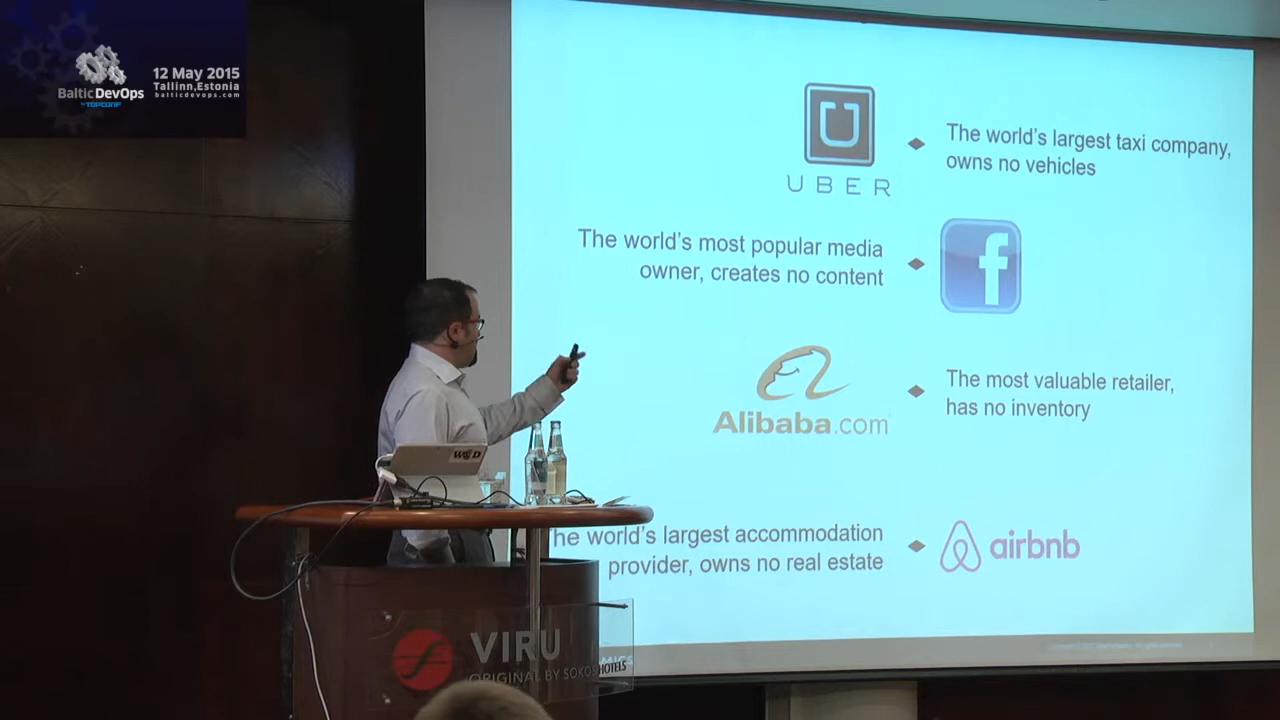 12 May 2015
Tallinn,Estonia
balticdevops.com
BalticDevOps
by TOPCONF
UBER
The world's largest taxi company,
owns no vehicles
The world's most popular media
owner, creates no content
f
Alibaba.com
The most valuable retailer,
has no inventory
he world's largest accommodation
provider, owns no real estate
airbnb
VIRU
ORIGINAL BY SOKOS HOTELS